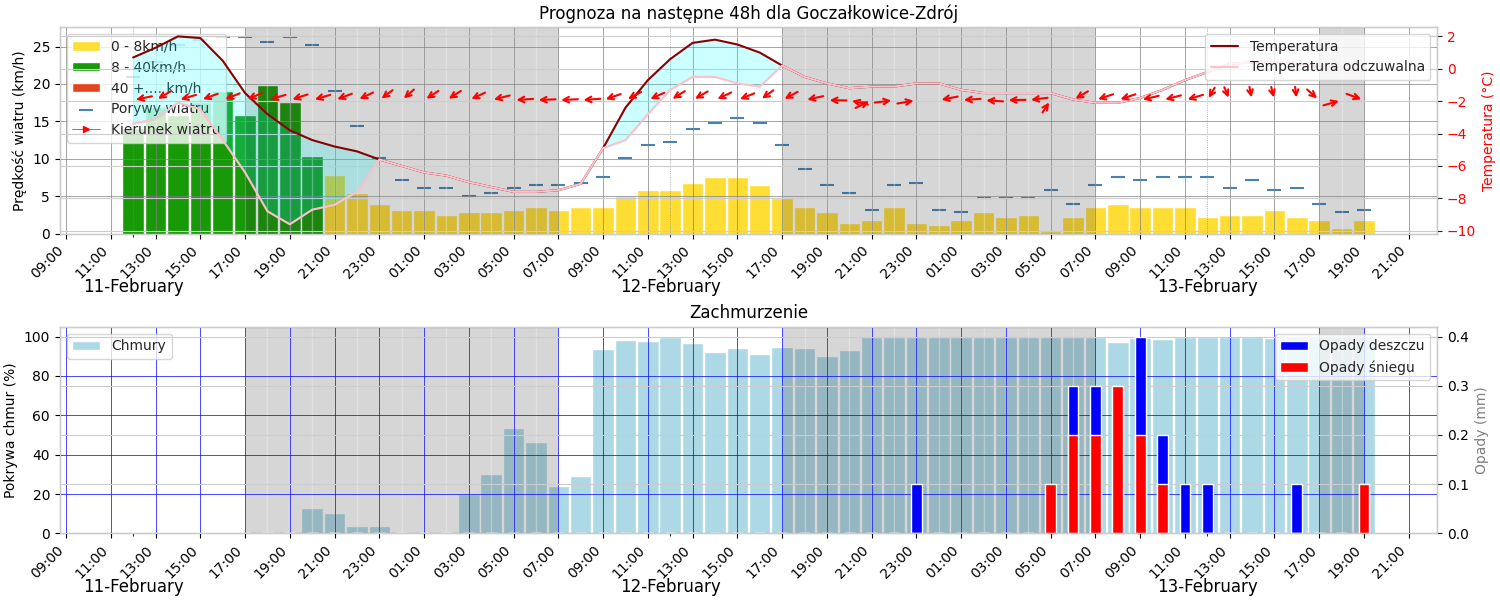 Prognoza na następne 48h dla Goczałkowice-Zdrój
Prędkość wiatru (km/h)
25
20
15
10
5
0
0 - 8km/h
8 - 40km/h
40 +.....km/h
Porywy wiatru
Kierunek wiatru
Temperatura
Temperatura odczuwalna
2
0
−2
−4
−6
−8
−10
Temperatura (°C)
09:00 11:00 13:00 15:00 17:00 19:00 21:00 23:00 01:00 03:00 05:00 07:00 09:00 11:00 13:00 15:00 17:00 19:00 21:00 23:00 01:00 03:00 05:00 07:00 09:00 11:00 13:00 15:00 17:00 19:00 21:00
11-February 12-February 13-February
Zachmurzenie
Pokrywa chmur (%)
100
80
60
40
20
0
Chmury
Opady deszczu
Opady śniegu
0.4
0.3
0.2
0.1
0.0
Opady (mm)
09:00 11:00 13:00 15:00 17:00 19:00 21:00 23:00 01:00 03:00 05:00 07:00 09:00 11:00 13:00 15:00 17:00 19:00 21:00 23:00 01:00 03:00 05:00 07:00 09:00 11:00 13:00 15:00 17:00 19:00 21:00
11-February 12-February 13-February